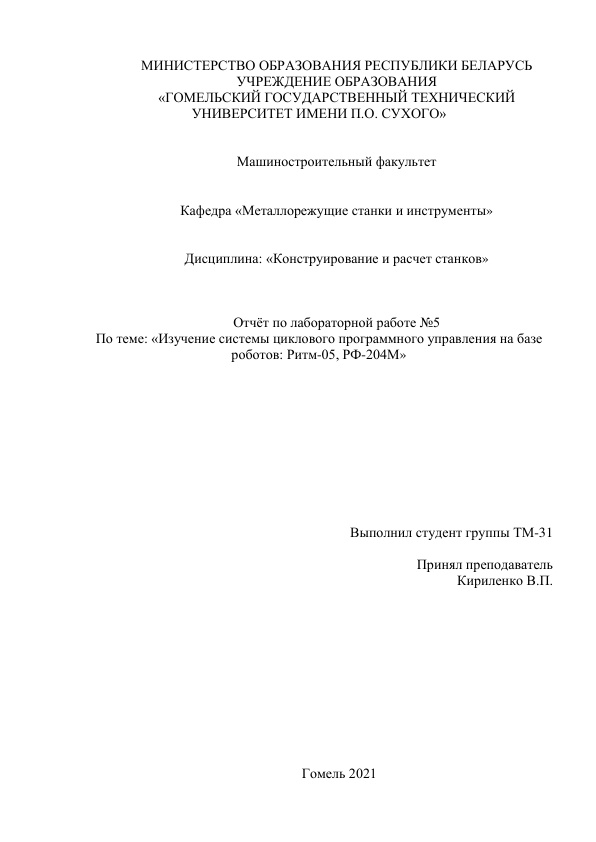 МИНИСТЕРСТВО ОБРАЗОВАНИЯ РЕСПУБЛИКИ БЕЛАРУСЬ
УЧРЕЖДЕНИЕ ОБРАЗОВАНИЯ
«ГОМЕЛЬСКИЙ ГОСУДАРСТВЕННЫЙ ТЕХНИЧЕСКИЙ
УНИВЕРСИТЕТ ИМЕНИ П.О. СУХОГО»
Машиностроительный факультет
Кафедра «Металлорежущие станки и инструменты»
Дисциплина: «Конструирование и расчет станков»
Отчёт по лабораторной работе №5
По теме: «Изучение системы циклового программного управления на базе
роботов: Ритм-05, РФ-204М»
Выполнил студент группы ТМ-31
Принял преподаватель
Кириленко В.П.
Гомель 2021